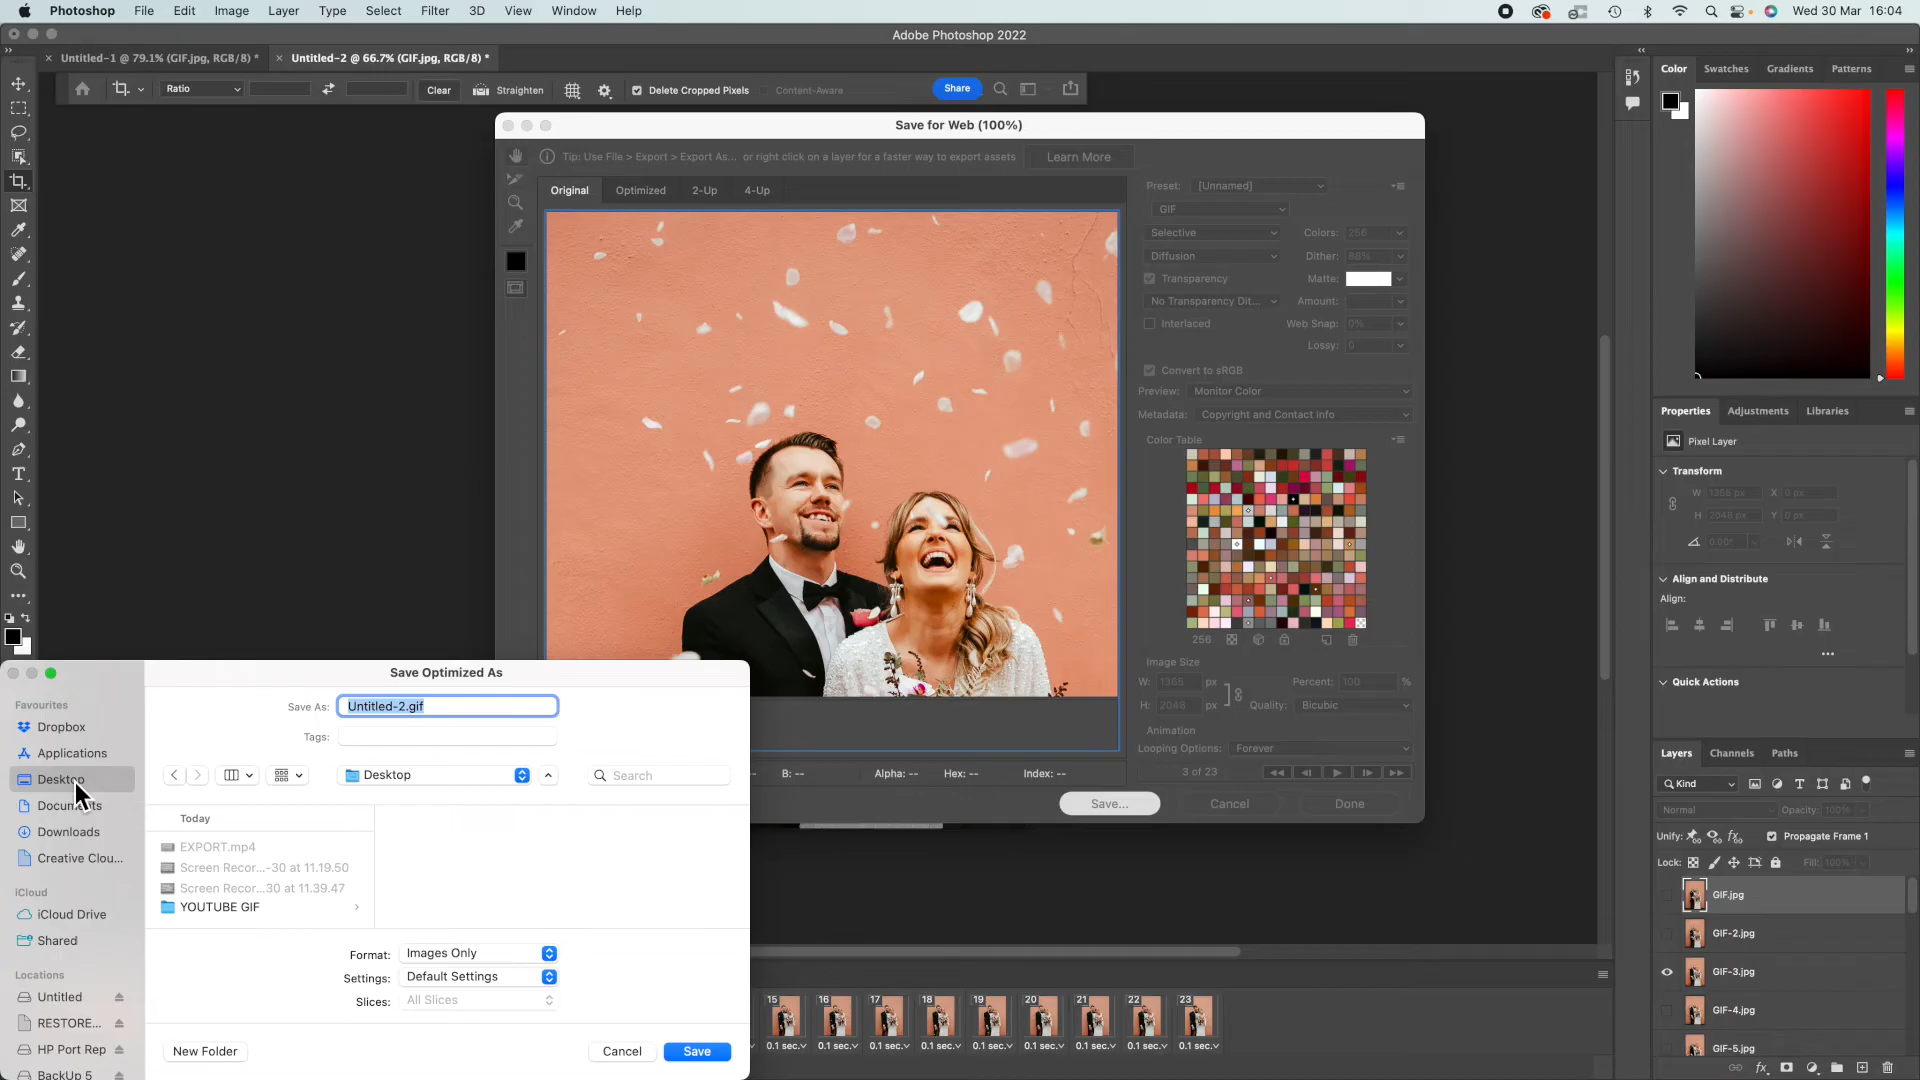 Photoshop File Edit Image Layer Type Select Filter 3D View Window Help Wed 30 Mar 16:04
Adobe Photoshop 2022
Untitled-1 @ 79.1% (GIF.jpg, RGB/8) * Untitled-2 @ 66.7% (GIF.jpg, RGB/8) *
Ratio Clear Straighten Delete Cropped Pixels Content-Aware Share
Save for Web (100%)
Tip: Use File > Export > Export As... or right click on a layer for a faster way to export assets Learn More
Original Optimized 2-Up 4-Up
Preset: [Unnamed]
GIF
Selective Colors: 256
Diffusion Dither: 88%
Transparency Matte:
No Transparency Dit... Amount:
Interlaced Web Snap: 0%
Lossy: 0
Convert to sRGB
Preview: Monitor Color
Metadata: Copyright and Contact Info
Color Table
256
Image Size
W: 1365 px Percent: 100 %
H: 2048 px Quality: Bicubic
Animation
Looping Options: Forever
3 of 23
B: -- Alpha: -- Hex: -- Index: --
Save... Cancel Done
Save Optimized As
Save As: Untitled-2.gif
Tags:
Desktop Search
Favourites
Dropbox
Applications
Desktop
Documents
Downloads
Creative Clou...
iCloud
iCloud Drive
Shared
Locations
Untitled
RESTORE...
HP Port Rep
BackUp 5
Today
EXPORT.mp4
Screen Recor...-30 at 11.19.50
Screen Recor...30 at 11.39.47
YOUTUBE GIF
Format: Images Only
Settings: Default Settings
Slices: All Slices
New Folder Cancel Save
15 16 17 18 19 20 21 22 23
0.1 sec. 0.1 sec. 0.1 sec. 0.1 sec. 0.1 sec. 0.1 sec. 0.1 sec. 0.1 sec. 0.1 sec.
Color Swatches Gradients Patterns
Properties Adjustments Libraries
Pixel Layer
Transform
W 1365 px X 0 px
H 2048 px Y 0 px
0.00°
Align and Distribute
Align:
Quick Actions
Layers Channels Paths
Kind
Normal Opacity: 100%
Unify: Propagate Frame 1
Lock: Fill: 100%
GIF.jpg
GIF-2.jpg
GIF-3.jpg
GIF-4.jpg
GIF-5.jpg